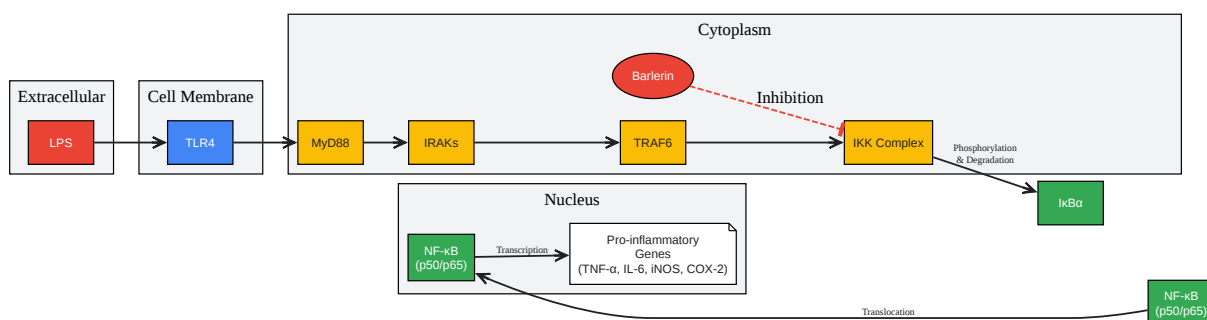 Cytoplasm
Extracellular
Cell Membrane
Barlerin
Inhibition
LPS
TLR4
MyD88
IRAKs
TRAF6
IKK Complex
Phosphorylation
& Degradation
IκBα
Nucleus
NF-κB
(p50/p65)
Transcription
Pro-inflammatory
Genes
(TNF-α, IL-6, iNOS, COX-2)
Translocation
NF-κB
(p50/p65)